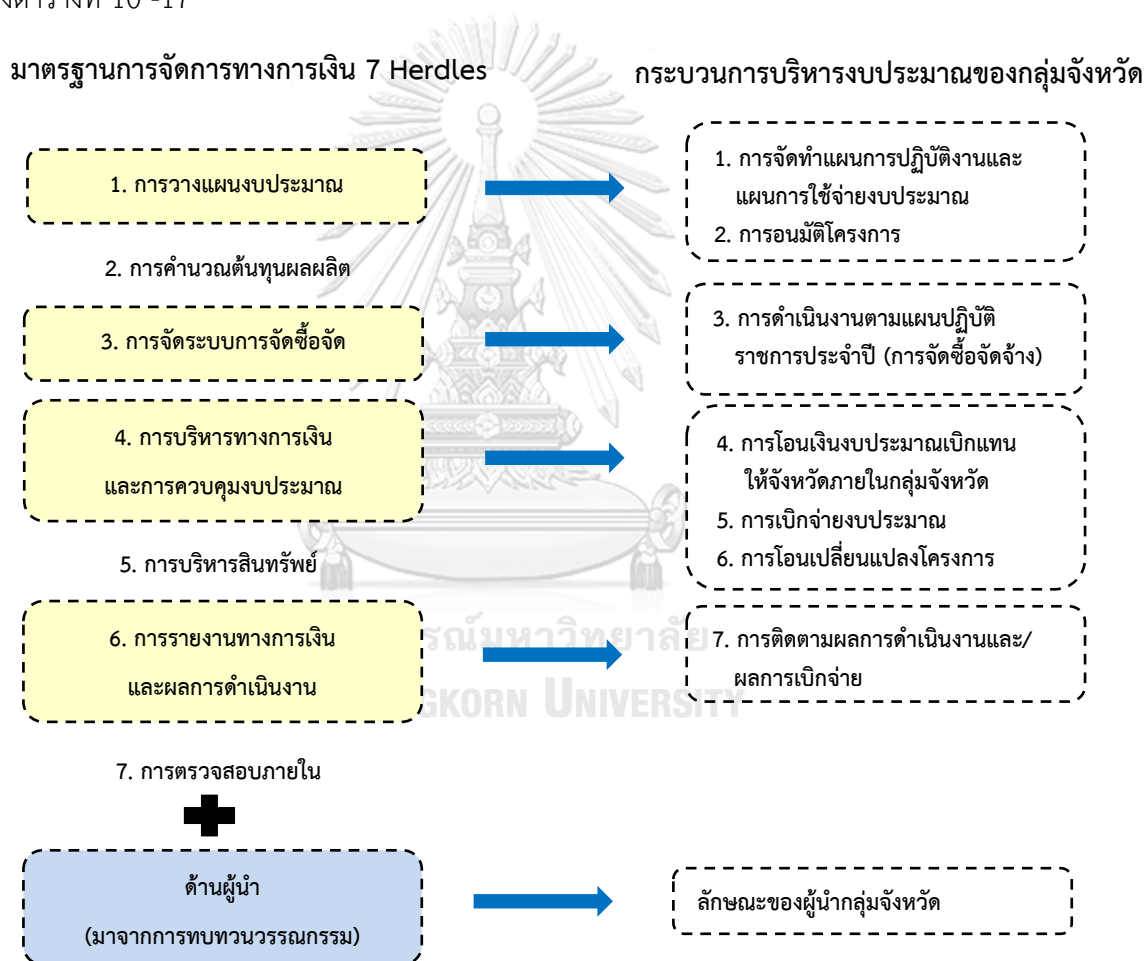 งตารางที่ 10 -17
มาตรฐานการจัดการทางการเงิน 7 Herdles
กระบวนการบริหารงบประมาณของกลุ่มจังหวัด
1. การวางแผนงบประมาณ
1. การจัดทำแผนการปฏิบัติงานและ
แผนการใช้จ่ายงบประมาณ
2. การอนมัติโครงการ
2. การคำนวณต้นทุนผลผลิต
3. การจัดระบบการจัดซื้อจัด
3. การดำเนินงานตามแผนปฏิบัติ
ราชการประจำปี (การจัดซื้อจัดจ้าง)
4. การบริหารทางการเงิน
และการควบคุมงบประมาณ
4. การโอนเงินงบประมาณเบิกแทน
ให้จังหวัดภายในกลุ่มจังหวัด
5. การเบิกจ่ายงบประมาณ
6. การโอนเปลี่ยนแปลงโครงการ
5. การบริหารสินทรัพย์
6. การรายงานทางการเงิน
และผลการดำเนินงาน
7. การติดตามผลการดำเนินงานและ/
ผลการเบิกจ่าย
รณ์มหาวิทยาลัย
GKORN UNIVERSITY
7. การตรวจสอบภายใน
ด้านผู้นำ
(มาจากการทบทวนวรรณกรรม)
ลักษณะของผู้นำกลุ่มจังหวัด